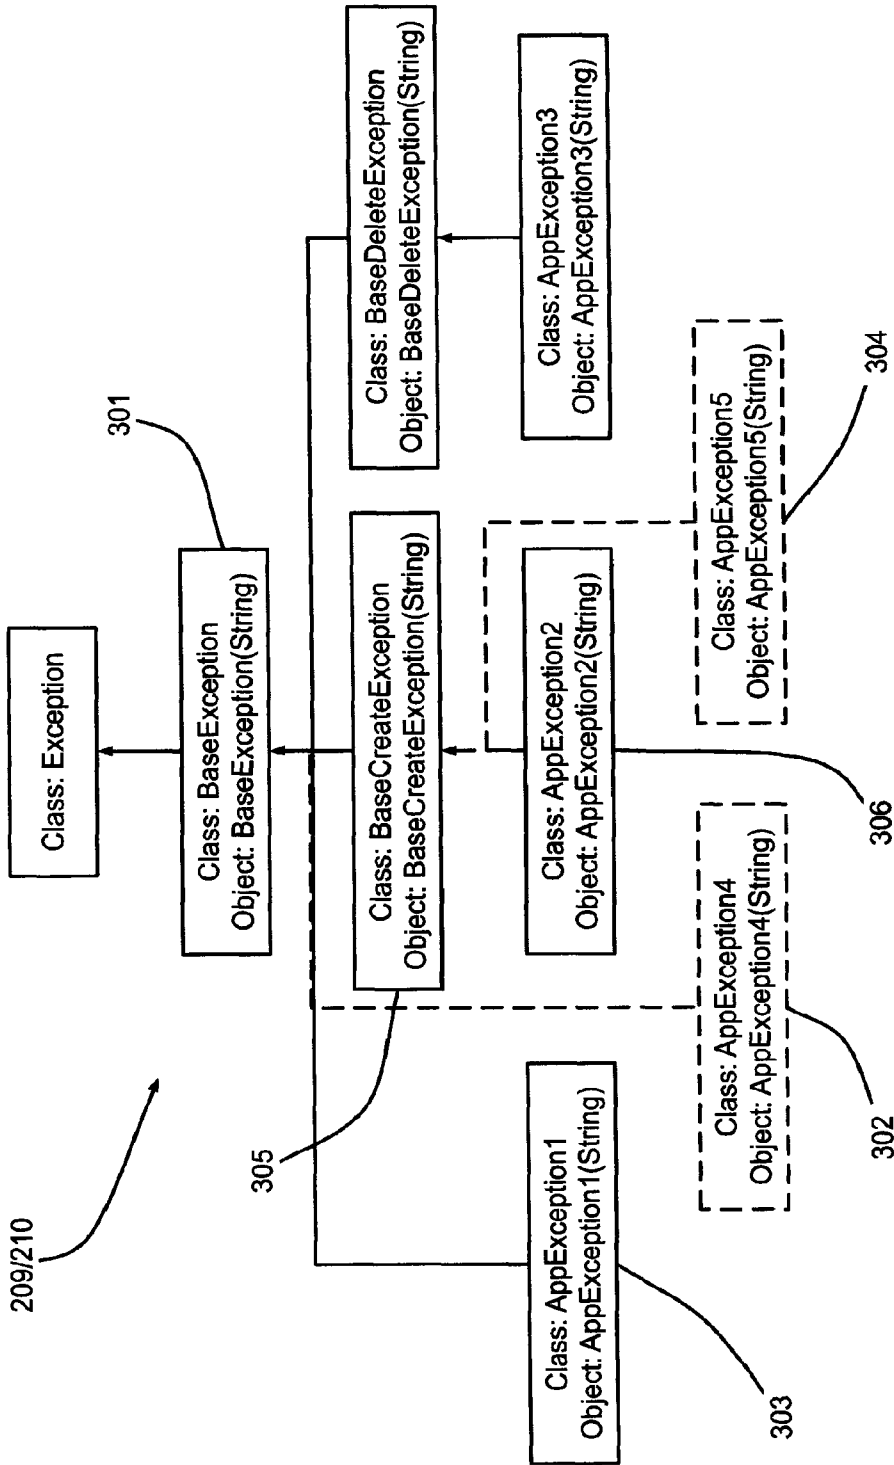 209/210
Class: Exception
301
Class: BaseException
Object: BaseException(String)
305
Class: BaseCreateException
Object: BaseCreateException(String)
Class: BaseDeleteException
Object: BaseDeleteException(String)
Class: AppException1
Object: AppException1(String)
Class: AppException2
Object: AppException2(String)
Class: AppException3
Object: AppException3(String)
303
Class: AppException4
Object: AppException4(String)
Class: AppException5
Object: AppException5(String)
302
306
304